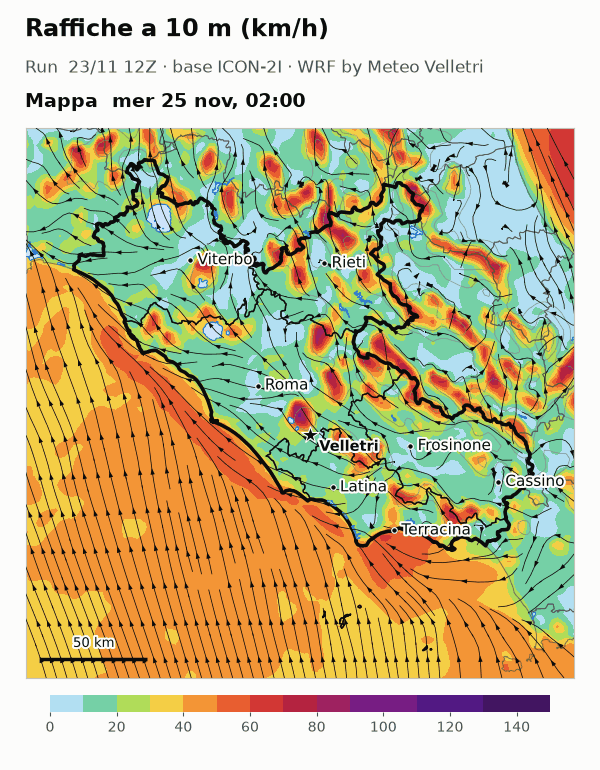 Raffiche a 10 m (km/h)
Run  23/11 12Z · base ICON-2I · WRF by Meteo Velletri
Mappa  mer 25 nov, 02:00
Viterbo
Rieti
Roma
Velletri
Frosinone
Latina
Cassino
Terracina
50 km
0 20 40 60 80 100 120 140